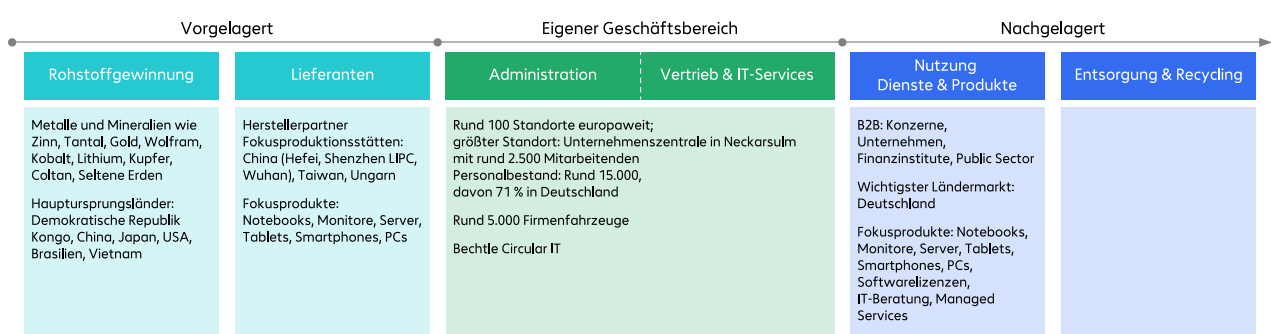 Vorgelagert
Eigener Geschäftsbereich
Nachgelagert
Rohstoffgewinnung
Lieferanten
Administration
Vertrieb & IT-Services
Nutzung
Dienste & Produkte
Entsorgung & Recycling
Metalle und Mineralien wie
Zinn, Tantal, Gold, Wolfram,
Kobalt, Lithium, Kupfer,
Coltan, Seltene Erden
Hauptursprungsländer:
Demokratische Republik
Kongo, China, Japan, USA,
Brasilien, Vietnam
Herstellerpartner
Fokusproduktionsstätten:
China (Hefei, Shenzhen LIPC,
Wuhan), Taiwan, Ungarn
Fokusprodukte:
Notebooks, Monitore, Server,
Tablets, Smartphones, PCs
Rund 100 Standorte europaweit;
größter Standort: Unternehmenszentrale in Neckarsulm
mit rund 2.500 Mitarbeitenden
Personalbestand: Rund 15.000,
davon 71 % in Deutschland
Rund 5.000 Firmenfahrzeuge
Bechtle Circular IT
B2B: Konzerne,
Unternehmen,
Finanzinstitute, Public Sector
Wichtigster Ländermarkt:
Deutschland
Fokusprodukte: Notebooks,
Monitore, Server, Tablets,
Smartphones, PCs,
Softwarelizenzen,
IT-Beratung, Managed
Services